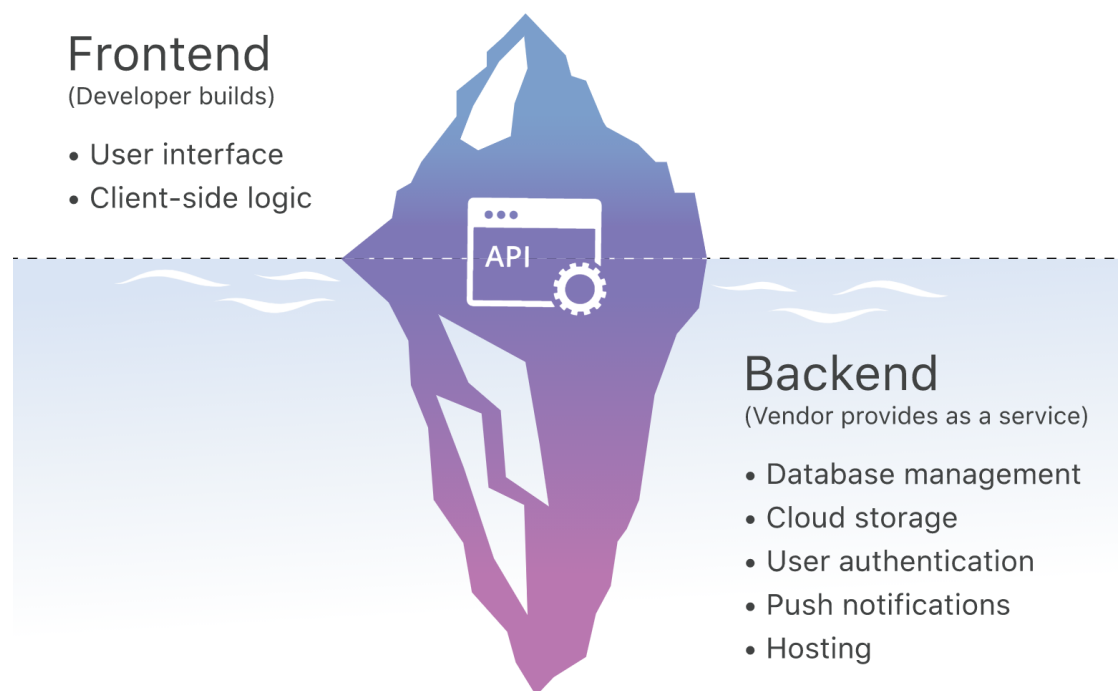 Frontend
(Developer builds)
• User interface
• Client-side logic
API
Backend
(Vendor provides as a service)
• Database management
• Cloud storage
• User authentication
• Push notifications
• Hosting